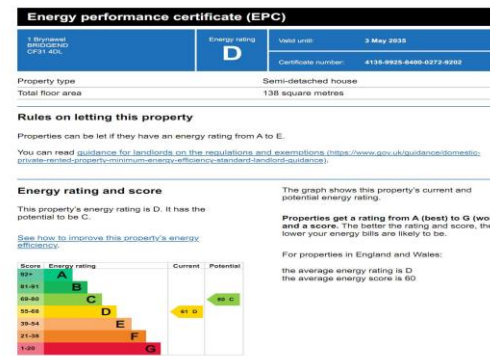 Energy performance certificate (EPC)
1 Brynawel
BRIDGEND
CF31 4DL
Energy rating
D
Valid until: 3 May 2035
Certificate number: 4135-9925-8400-0272-9202
Property type Semi-detached house
Total floor area 138 square metres
Rules on letting this property
Properties can be let if they have an energy rating from A to E.
You can read guidance for landlords on the regulations and exemptions (https://www.gov.uk/guidance/domestic-
private-rented-property-minimum-energy-efficiency-standard-landlord-guidance).
Energy rating and score
This property's energy rating is D. It has the
potential to be C.
See how to improve this property's energy
efficiency.
Score Energy rating Current Potential
92+ A
81-91 B
69-80 C 80 C
55-68 D 61 D
39-54 E
21-38 F
1-20 G
The graph shows this property's current and
potential energy rating.
Properties get a rating from A (best) to G (wo
and a score. The better the rating and score, the
lower your energy bills are likely to be.
For properties in England and Wales:
the average energy rating is D
the average energy score is 60